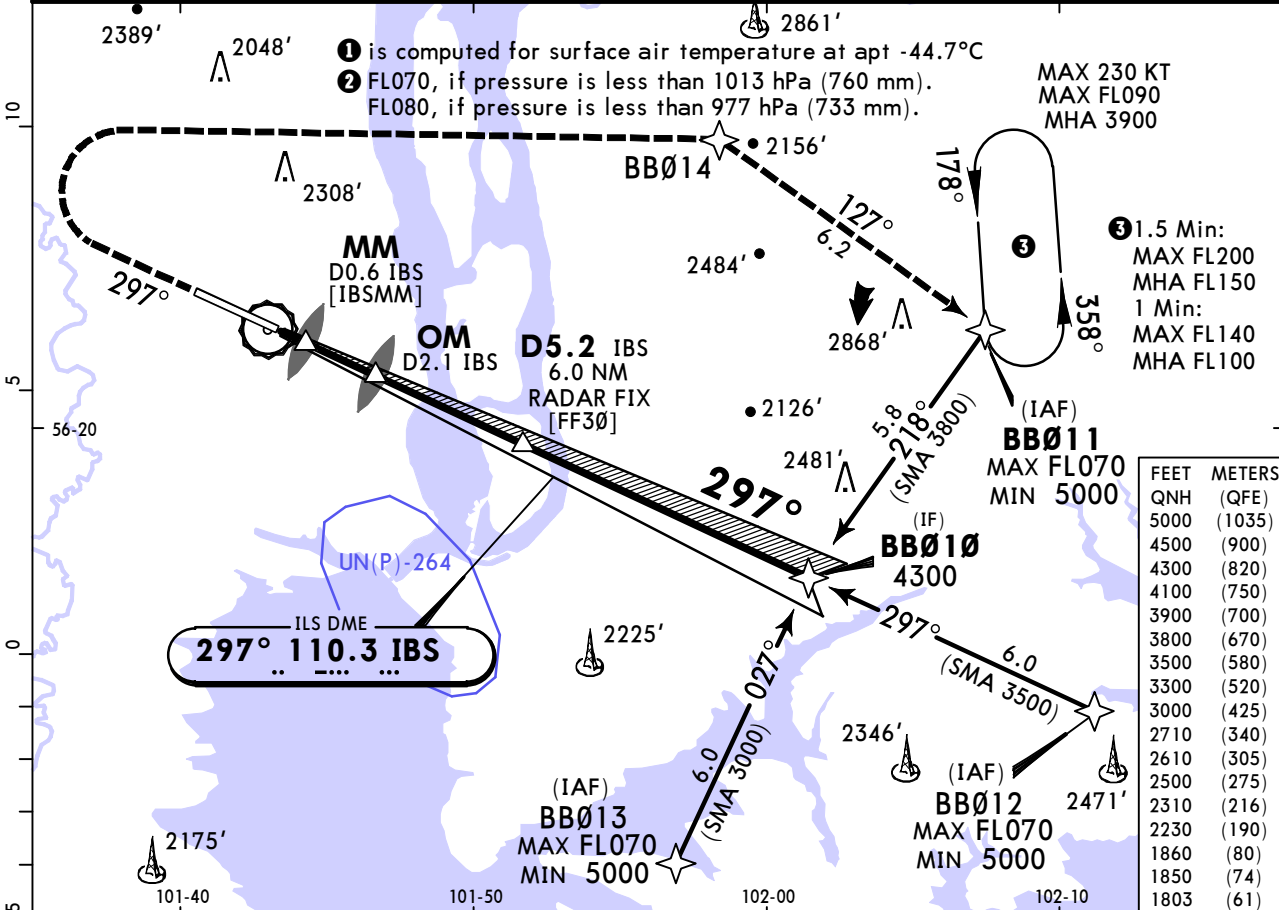 2389'
2048'
2861'
❶ is computed for surface air temperature at apt -44.7°C
❷ FL070, if pressure is less than 1013 hPa (760 mm).
FL080, if pressure is less than 977 hPa (733 mm).
MAX 230 KT
MAX FL090
MHA 3900
10
BBØ14
2156'
178°
2308'
127°
6.2
❸
❸ 1.5 Min:
MAX FL200
MHA FL150
1 Min:
MAX FL140
MHA FL100
358°
MM
D0.6 IBS
[IBSMM]
297°
2484'
2868'
OM
D2.1 IBS
D5.2 IBS
6.0 NM
RADAR FIX
[FF3Ø]
5
56-20
2126'
5.8
218°
(SMA 3800)
(IAF)
BBØ11
MAX FL070
MIN 5000
2481'
297°
(IF)
BBØ1Ø
4300
UN(P)-264
ILS DME
297° 110.3 IBS
.. –... ...
0
2225'
027°
6.0
(SMA 3000)
297°
6.0
(SMA 3500)
2346'
(IAF)
BBØ12
MAX FL070
MIN 5000
2471'
(IAF)
BBØ13
MAX FL070
MIN 5000
2175'
5
101-40
101-50
102-00
102-10
FEET METERS
QNH (QFE)
5000 (1035)
4500 (900)
4300 (820)
4100 (750)
3900 (700)
3800 (670)
3500 (580)
3300 (520)
3000 (425)
2710 (340)
2610 (305)
2500 (275)
2310 (216)
2230 (190)
1860 (80)
1850 (74)
1803 (61)